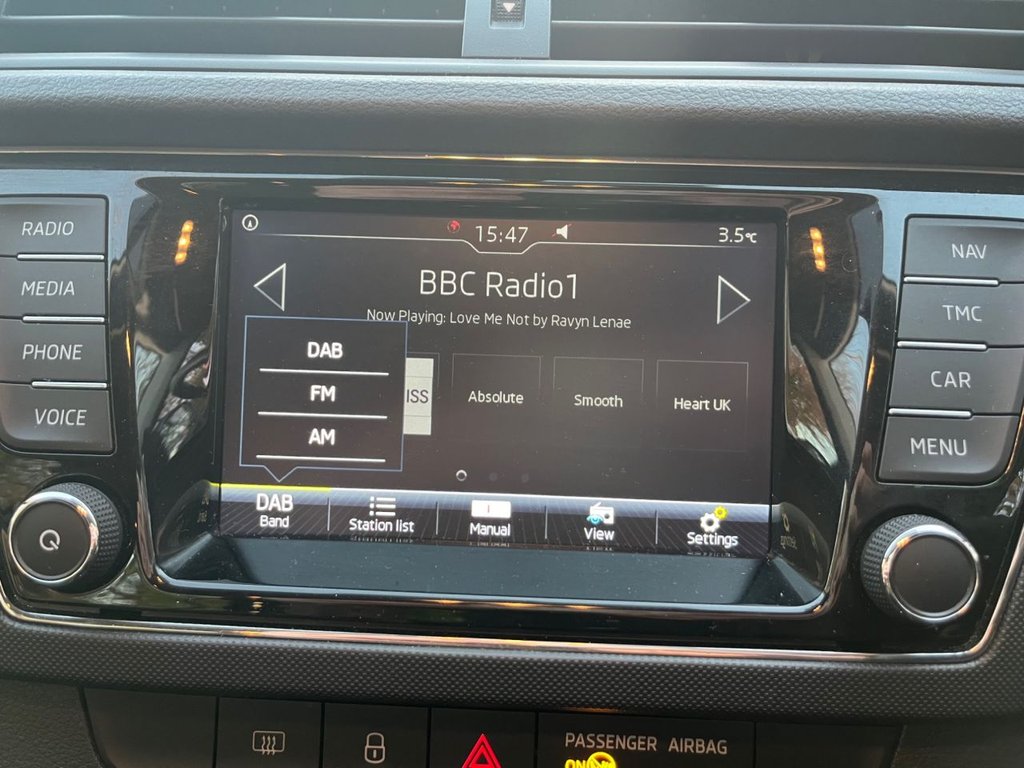 RADIO
MEDIA
PHONE
VOICE
15:47
3.5°C
BBC Radio1
Now Playing: Love Me Not by Ravyn Lenae
DAB
FM
AM
ISS
Absolute
Smooth
Heart UK
DAB
Band
Station list
Manual
View
Settings
NAV
TMC
CAR
MENU
PASSENGER AIRBAG
ON